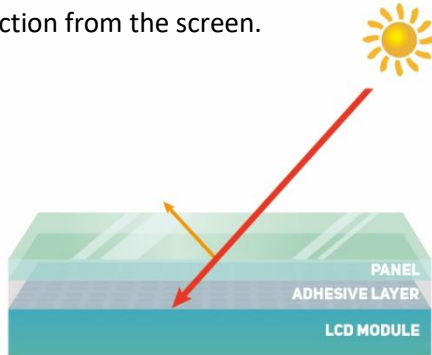 ction from the screen.
PANEL
ADHESIVE LAYER
LCD MODULE